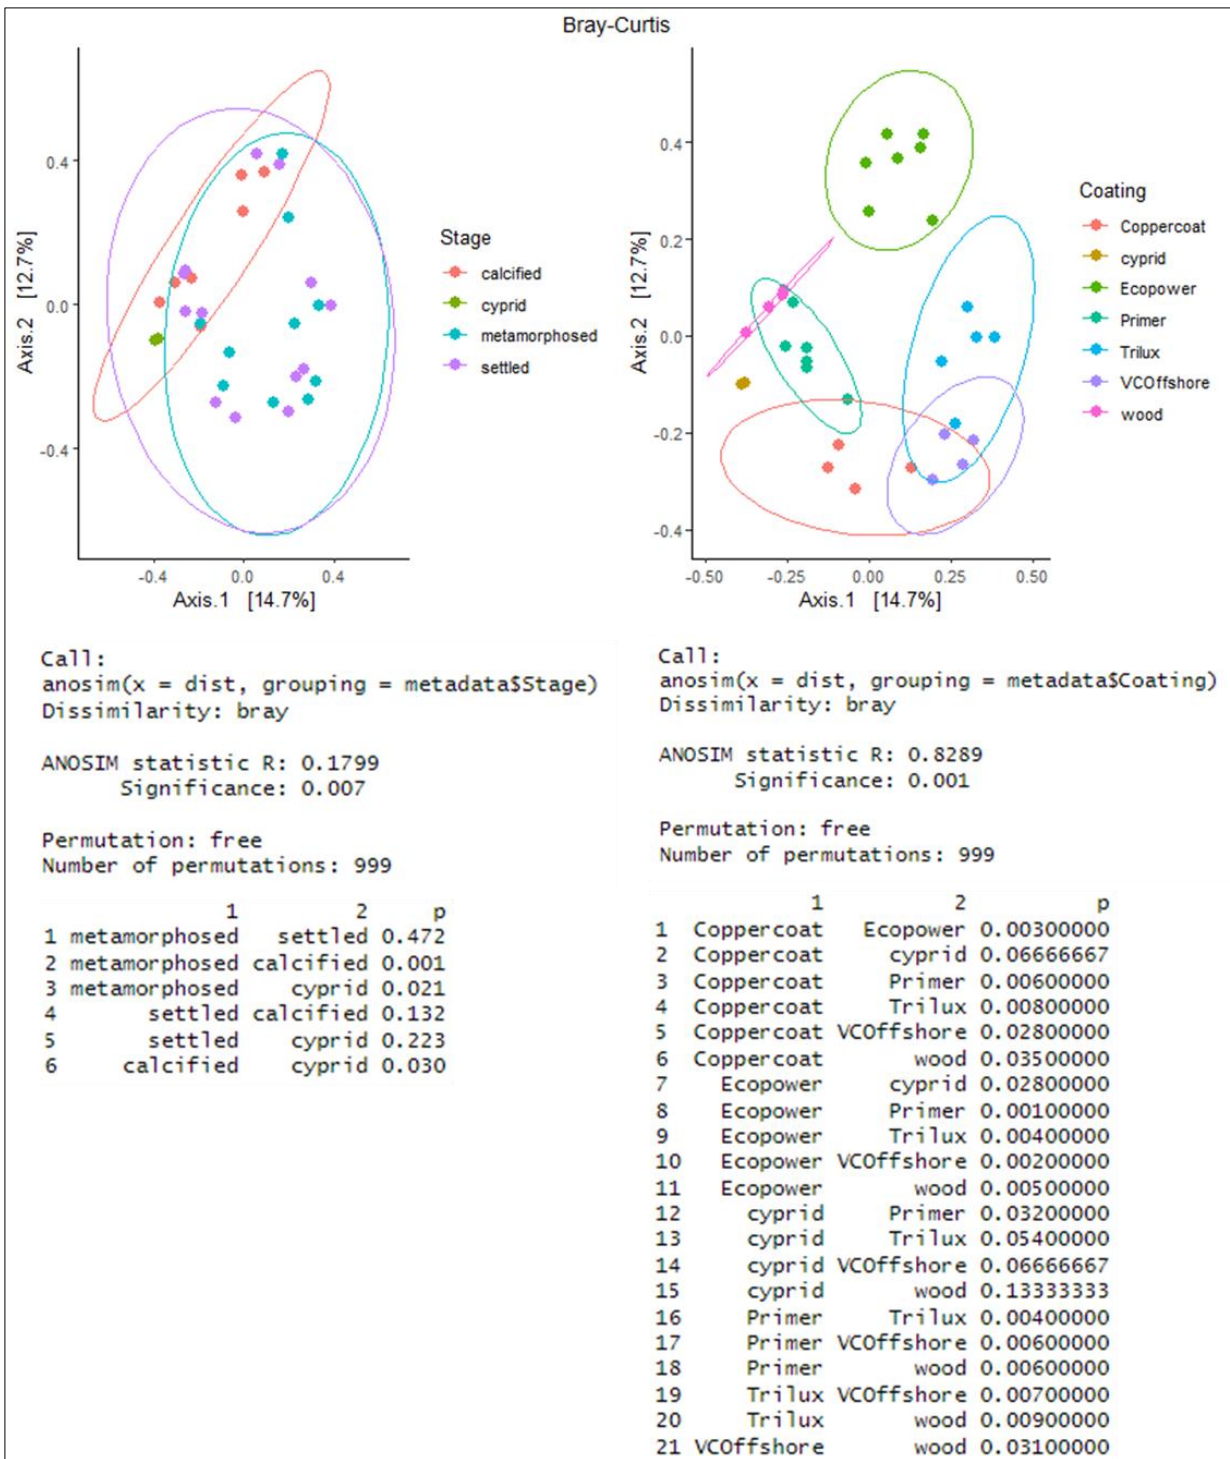 Bray-Curtis
0.4
0.0
-0.4
Axis.2 [12.7%]
-0.4 0.0 0.4
Axis.1 [14.7%]
Stage
calcified
cyprid
metamorphosed
settled
0.4
0.2
0.0
-0.2
-0.4
Axis.2 [12.7%]
-0.50 -0.25 0.00 0.25 0.50
Axis.1 [14.7%]
Coating
Coppercoat
cyprid
Ecopower
Primer
Trilux
VCOffshore
wood
Call:
anosim(x = dist, grouping = metadata$Stage)
Dissimilarity: bray
ANOSIM statistic R: 0.1799
Significance: 0.007
Permutation: free
Number of permutations: 999
1 2 p
1 metamorphosed settled 0.472
2 metamorphosed calcified 0.001
3 metamorphosed cyprid 0.021
4 settled calcified 0.132
5 settled cyprid 0.223
6 calcified cyprid 0.030
Call:
anosim(x = dist, grouping = metadata$Coating)
Dissimilarity: bray
ANOSIM statistic R: 0.8289
Significance: 0.001
Permutation: free
Number of permutations: 999
1 2 p
1 Coppercoat Ecopower 0.00300000
2 Coppercoat cyprid 0.06666667
3 Coppercoat Primer 0.00600000
4 Coppercoat Trilux 0.00800000
5 Coppercoat VCOffshore 0.02800000
6 Coppercoat wood 0.03500000
7 Ecopower cyprid 0.02800000
8 Ecopower Primer 0.00100000
9 Ecopower Trilux 0.00400000
10 Ecopower VCOffshore 0.00200000
11 Ecopower wood 0.00500000
12 cyprid Primer 0.03200000
13 cyprid Trilux 0.05400000
14 cyprid VCOffshore 0.06666667
15 cyprid wood 0.13333333
16 Primer Trilux 0.00400000
17 Primer VCOffshore 0.00600000
18 Primer wood 0.00600000
19 Trilux VCOffshore 0.00700000
20 Trilux wood 0.00900000
21 VCOffshore wood 0.03100000